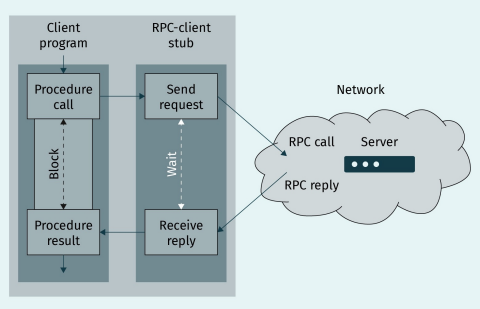 Client
program
RPC-client
stub
Procedure
call
Send
request
Network
RPC call
Server
Block
Wait
RPC reply
Procedure
result
Receive
reply